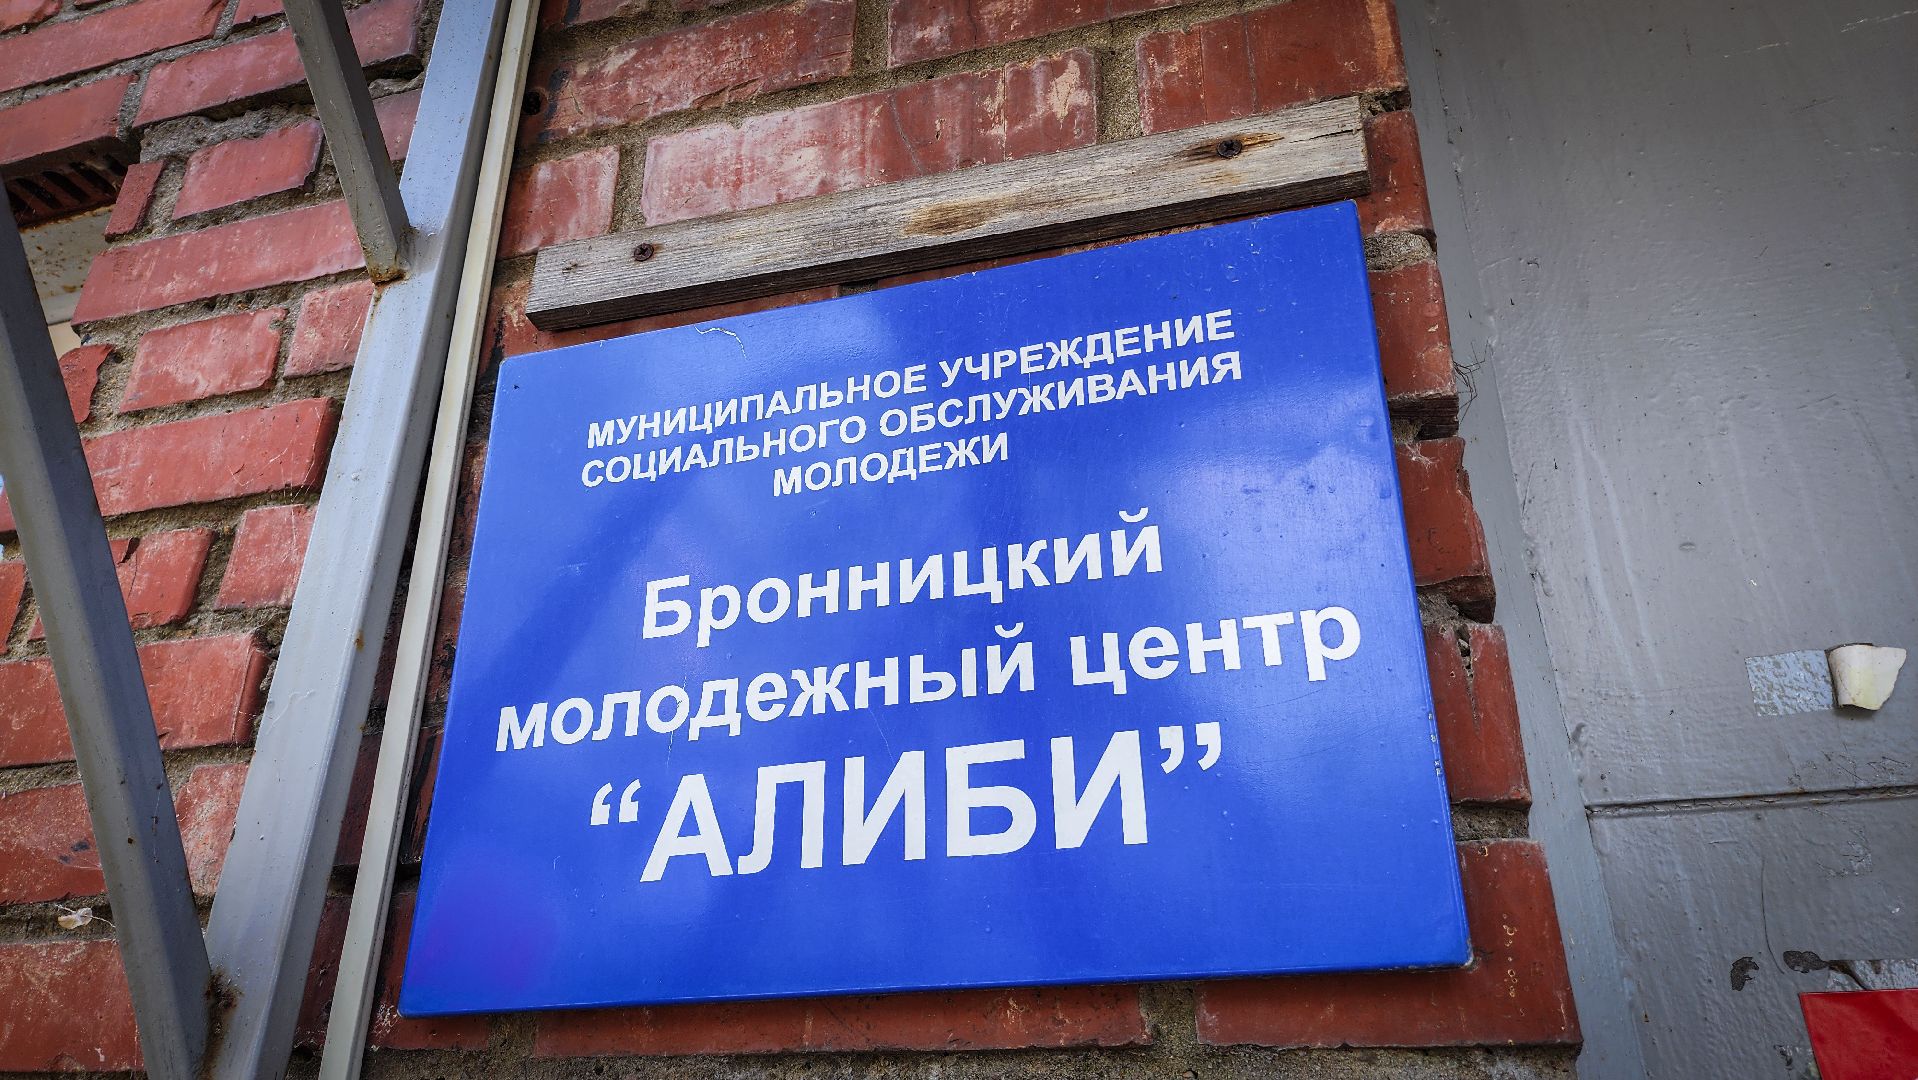 МУНИЦИПАЛЬНОЕ УЧРЕЖДЕНИЕ
СОЦИАЛЬНОГО ОБСЛУЖИВАНИЯ
МОЛОДЕЖИ
Бронницкий
молодежный центр
“АЛИБИ”